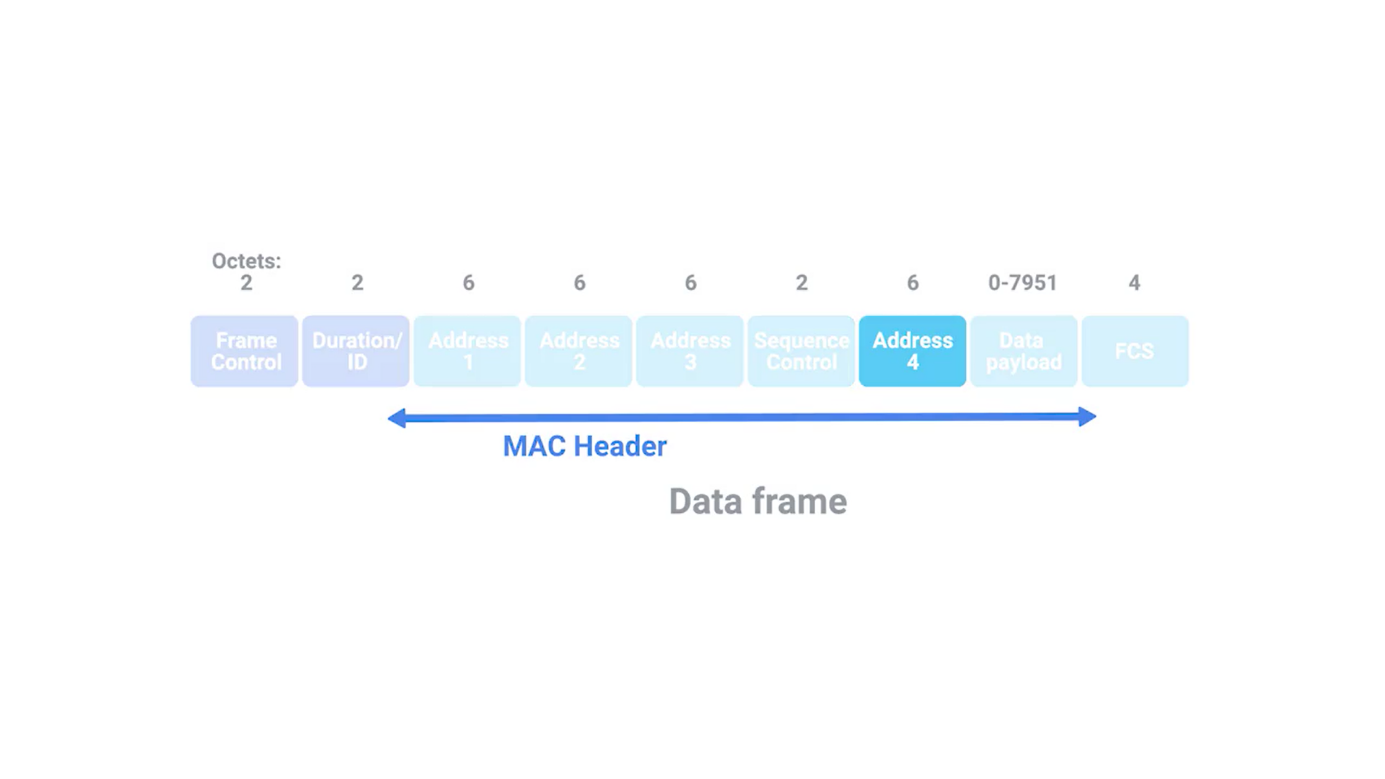 Octets:
2 2 6 6 6 2 6 0-7951 4
Frame Control
Duration/ ID
Address 1
Address 2
Address 3
Sequence Control
Address 4
Data payload
FCS
MAC Header
Data frame